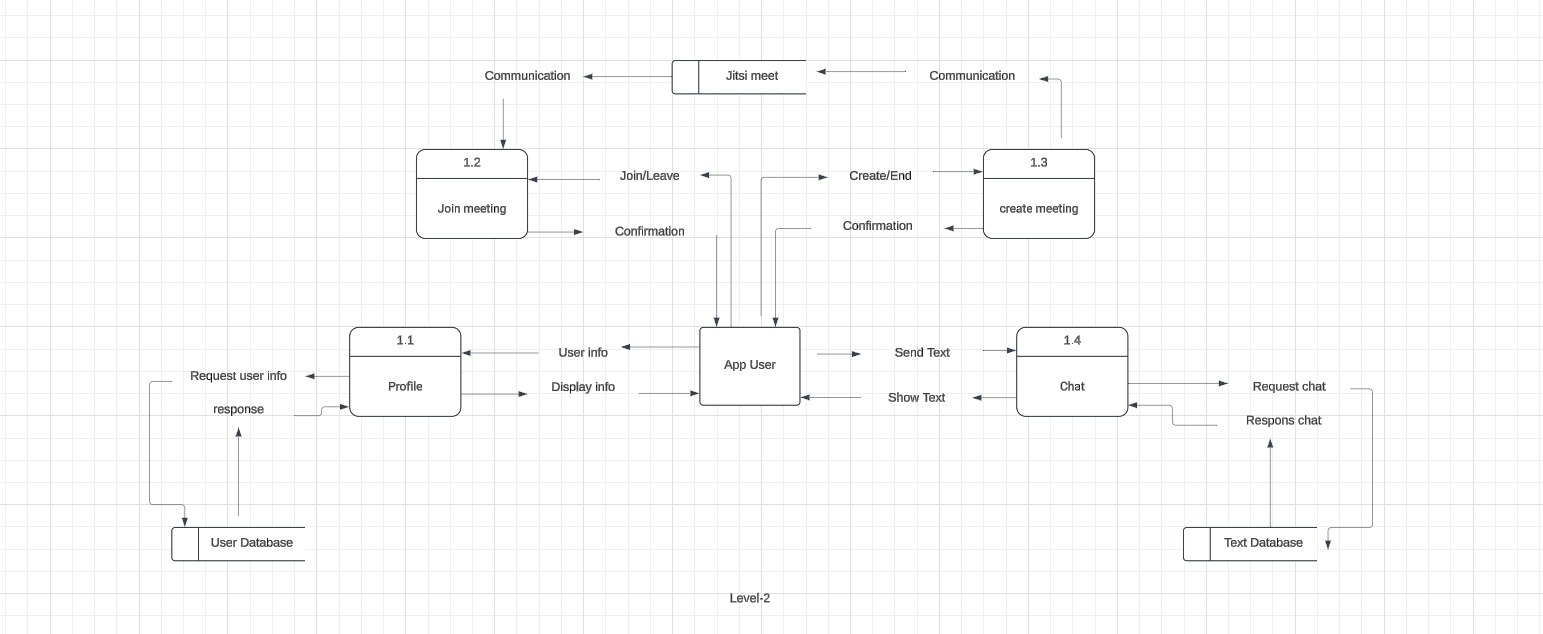 Communication
Jitsi meet
Communication
1.2
Join/Leave
Create/End
1.3
Join meeting
create meeting
Confirmation
Confirmation
1.1
User info
App User
Send Text
1.4
Request user info
Profile
Display info
Show Text
Chat
Request chat
response
Respons chat
User Database
Text Database
Level-2